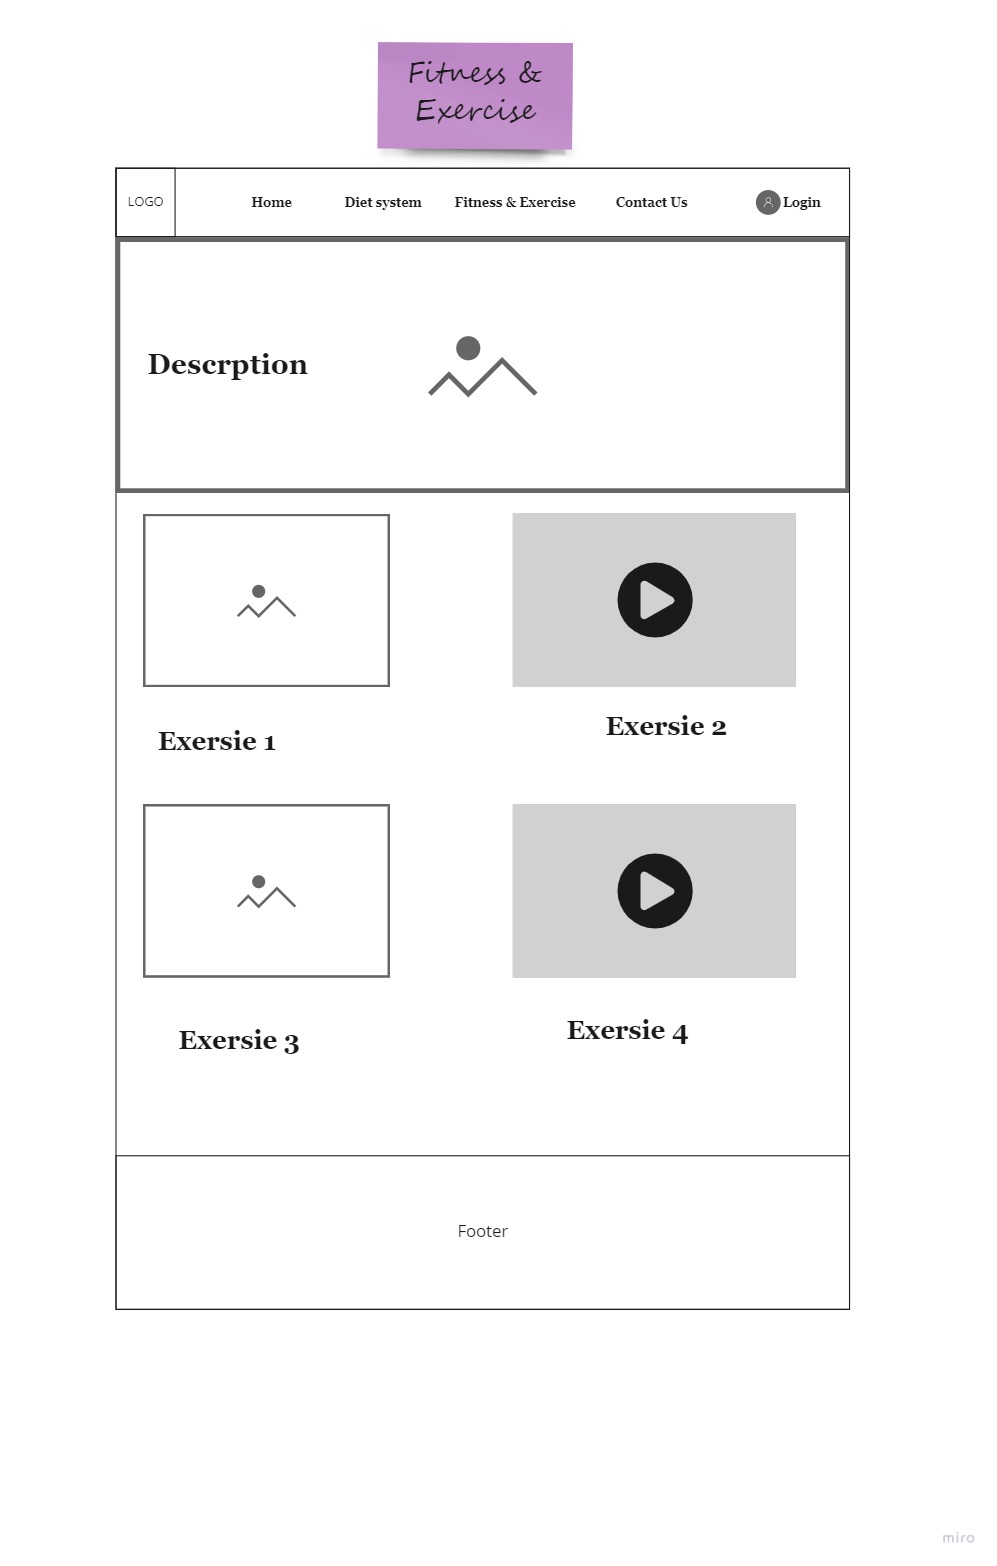 Fitness &
Exercise
LOGO
Home
Diet system
Fitness & Exercise
Contact Us
Login
Descrption
Exersie 1
Exersie 2
Exersie 3
Exersie 4
Footer
miro